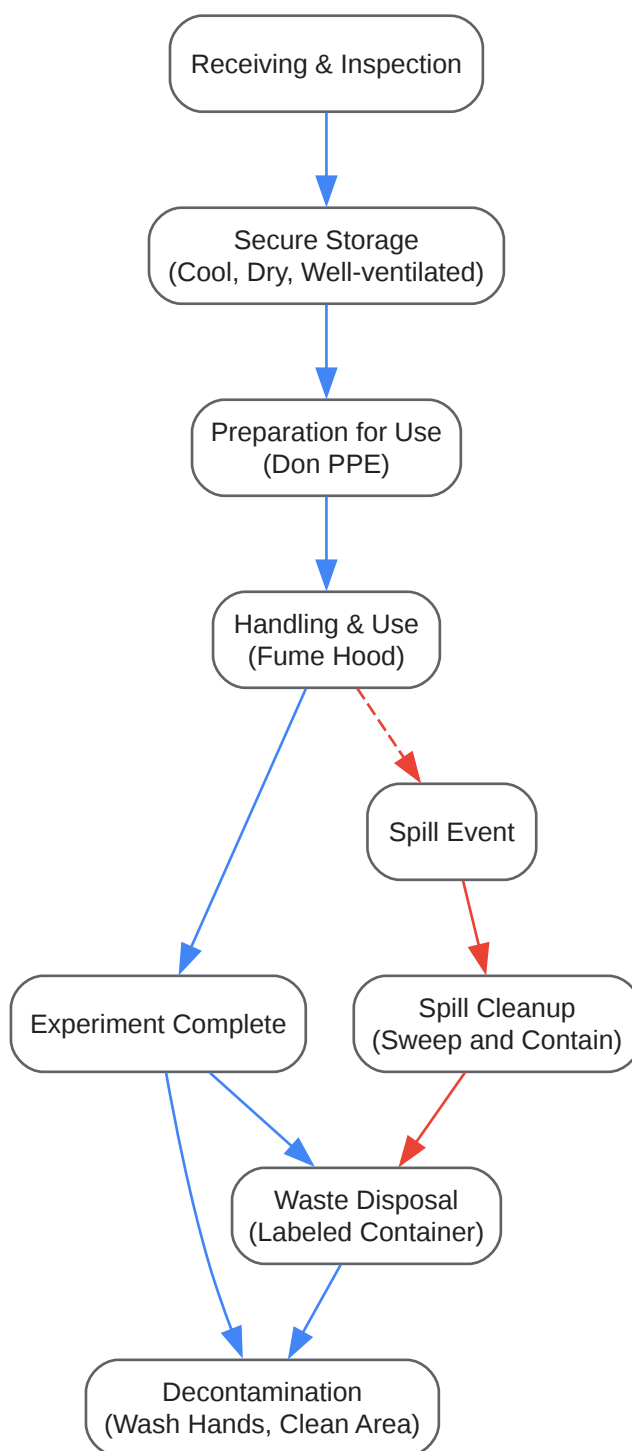 Receiving & Inspection
Secure Storage
(Cool, Dry, Well-ventilated)
Preparation for Use
(Don PPE)
Handling & Use
(Fume Hood)
Spill Event
Experiment Complete
Spill Cleanup
(Sweep and Contain)
Waste Disposal
(Labeled Container)
Decontamination
(Wash Hands, Clean Area)